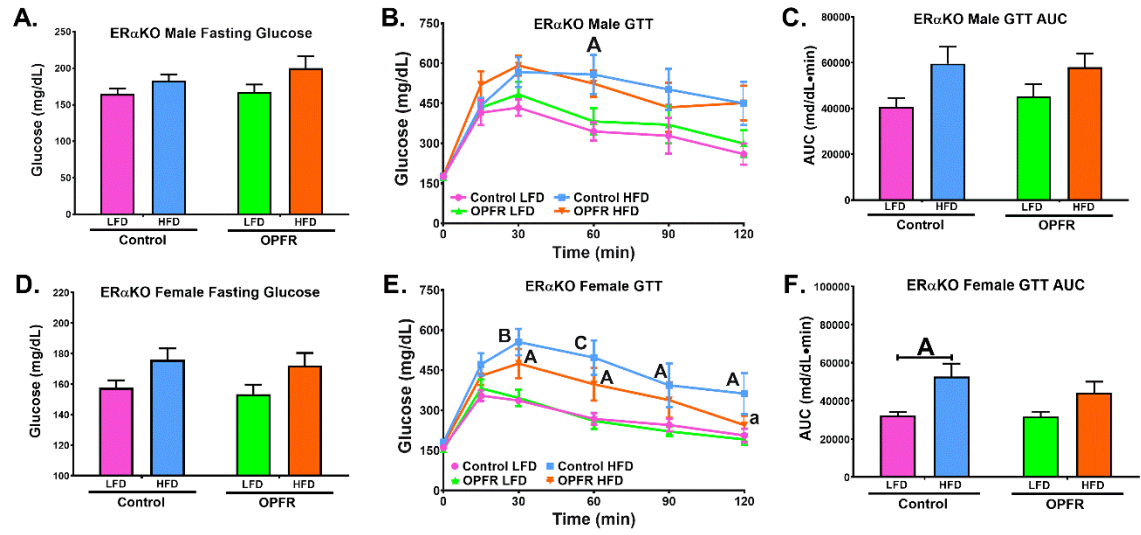 A.
ERαKO Male Fasting Glucose
Glucose (mg/dL)
250
200
150
100
50
0
LFD HFD LFD HFD
Control OPFR
B.
ERαKO Male GTT
Glucose (mg/dL)
750
600
450
300
150
0
A
Control LFD Control HFD
OPFR LFD OPFR HFD
0 30 60 90 120
Time (min)
C.
ERαKO Male GTT AUC
AUC (md/dL•min)
80000
60000
40000
20000
0
LFD HFD LFD HFD
Control OPFR
D.
ERαKO Female Fasting Glucose
Glucose (mg/dL)
220
200
180
160
140
120
100
LFD HFD LFD HFD
Control OPFR
E.
ERαKO Female GTT
Glucose (mg/dL)
750
600
450
300
150
0
B C
A A A A
a
Control LFD Control HFD
OPFR LFD OPFR HFD
0 30 60 90 120
Time (min)
F.
ERαKO Female GTT AUC
AUC (md/dL•min)
100000
80000
60000
40000
20000
0
A
LFD HFD LFD HFD
Control OPFR